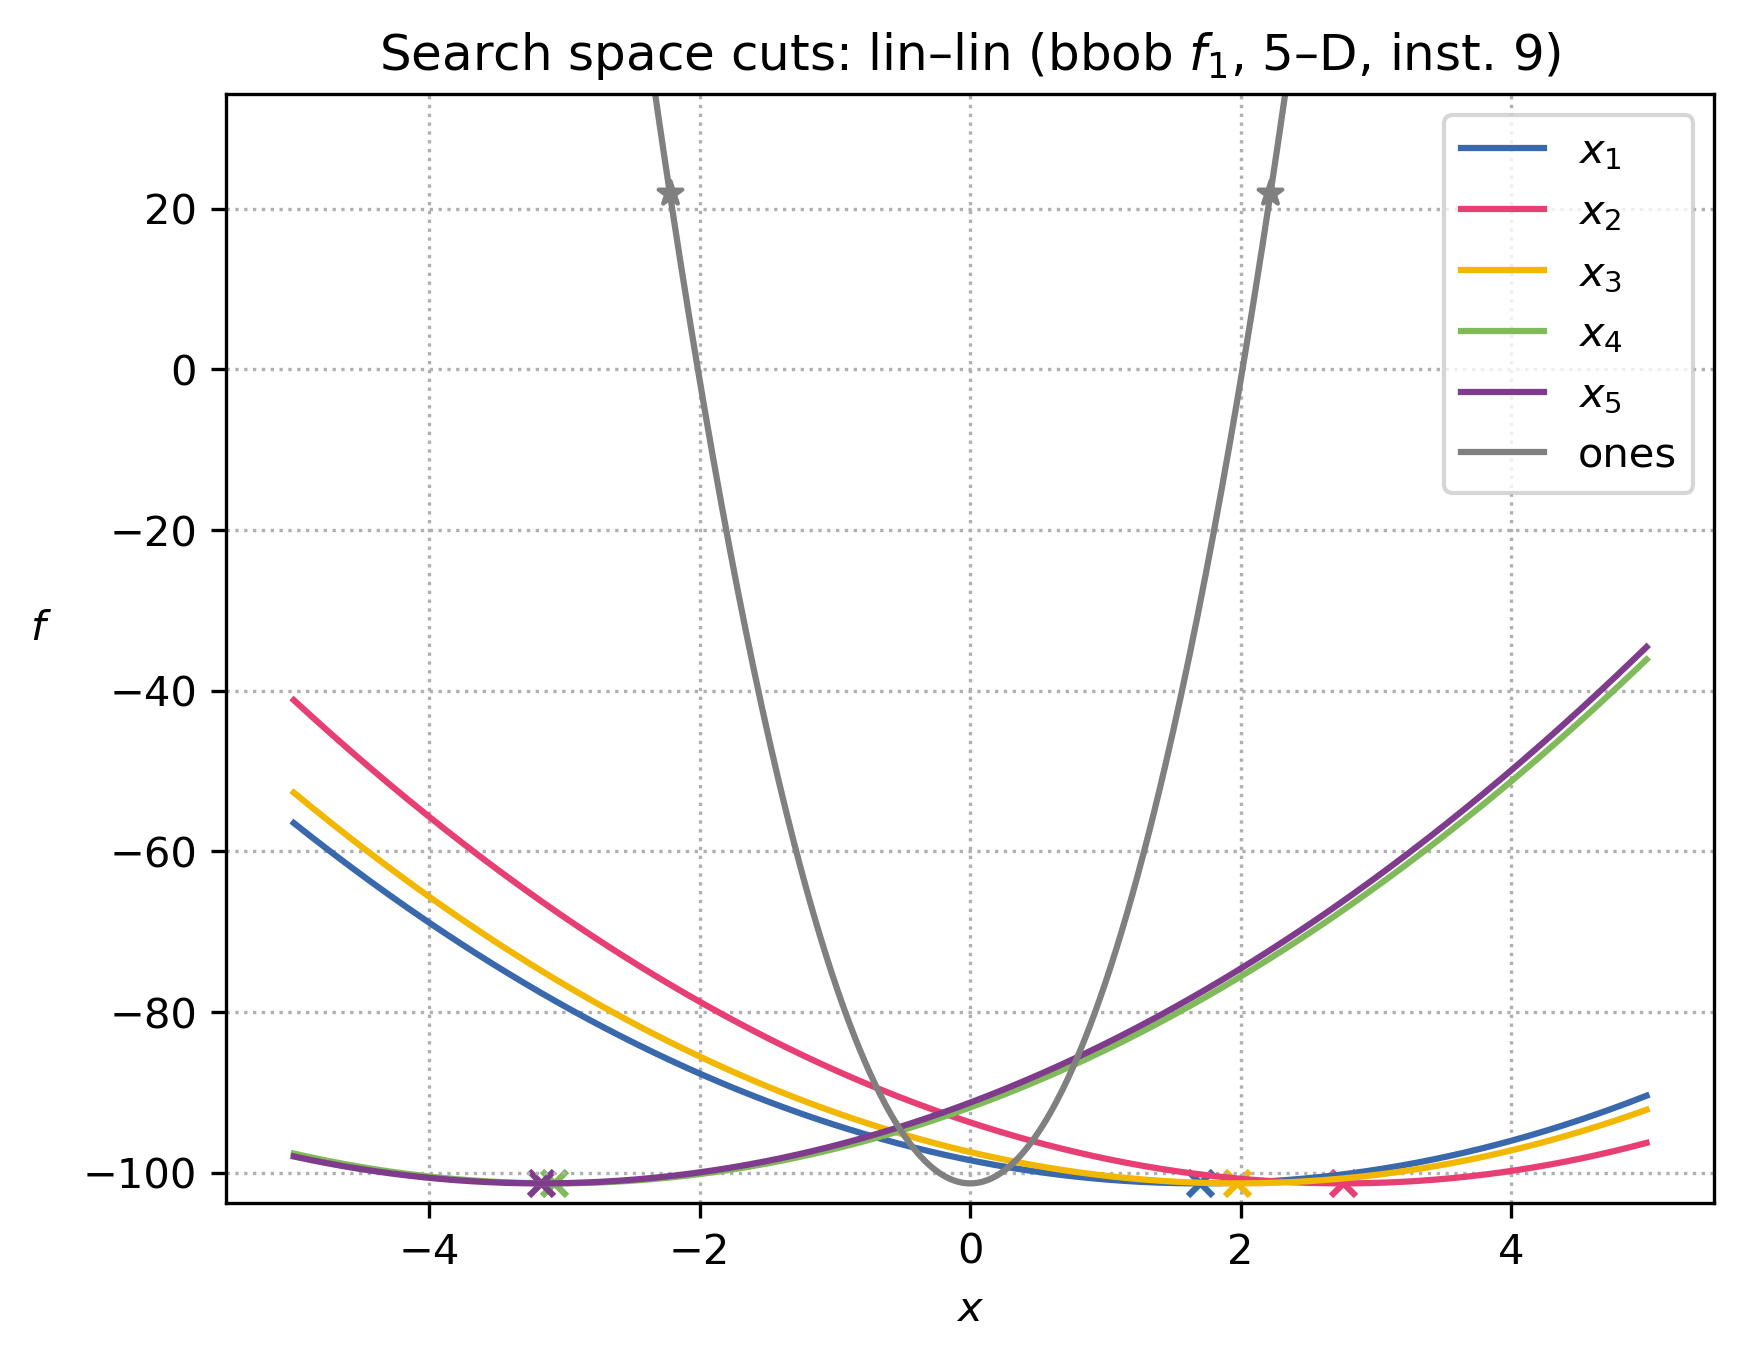 Search space cuts: lin–lin (bbob f₁, 5–D, inst. 9)
x₁
x₂
x₃
x₄
x₅
ones
20
0
−20
−40
−60
−80
−100
f
−4 −2 0 2 4
x